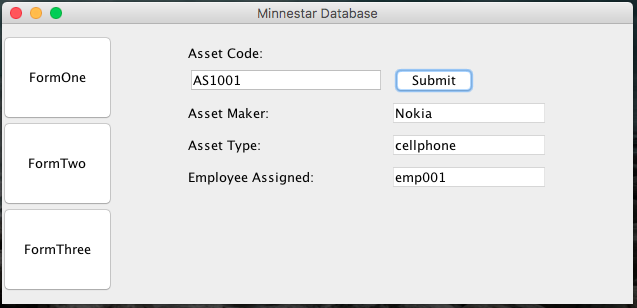 Minnestar Database
FormOne
FormTwo
FormThree
Asset Code:
AS1001 Submit
Asset Maker: Nokia
Asset Type: cellphone
Employee Assigned: emp001